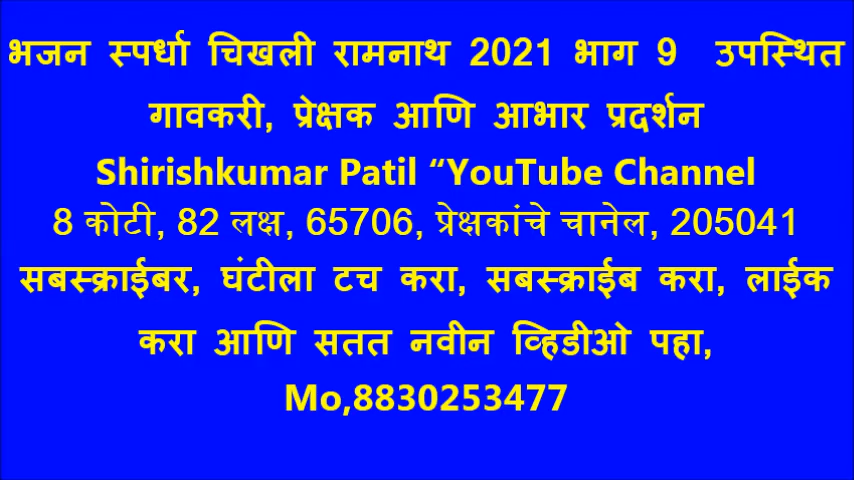 भजन स्पर्धा चिखली रामनाथ 2021 भाग 9 उपस्थित
गावकरी, प्रेक्षक आणि आभार प्रदर्शन
Shirishkumar Patil “YouTube Channel
8 कोटी, 82 लक्ष, 65706, प्रेक्षकांचे चानेल, 205041
सबस्क्राईबर, घंटीला टच करा, सबस्क्राईब करा, लाईक
करा आणि सतत नवीन व्हिडीओ पहा,
Mo,8830253477